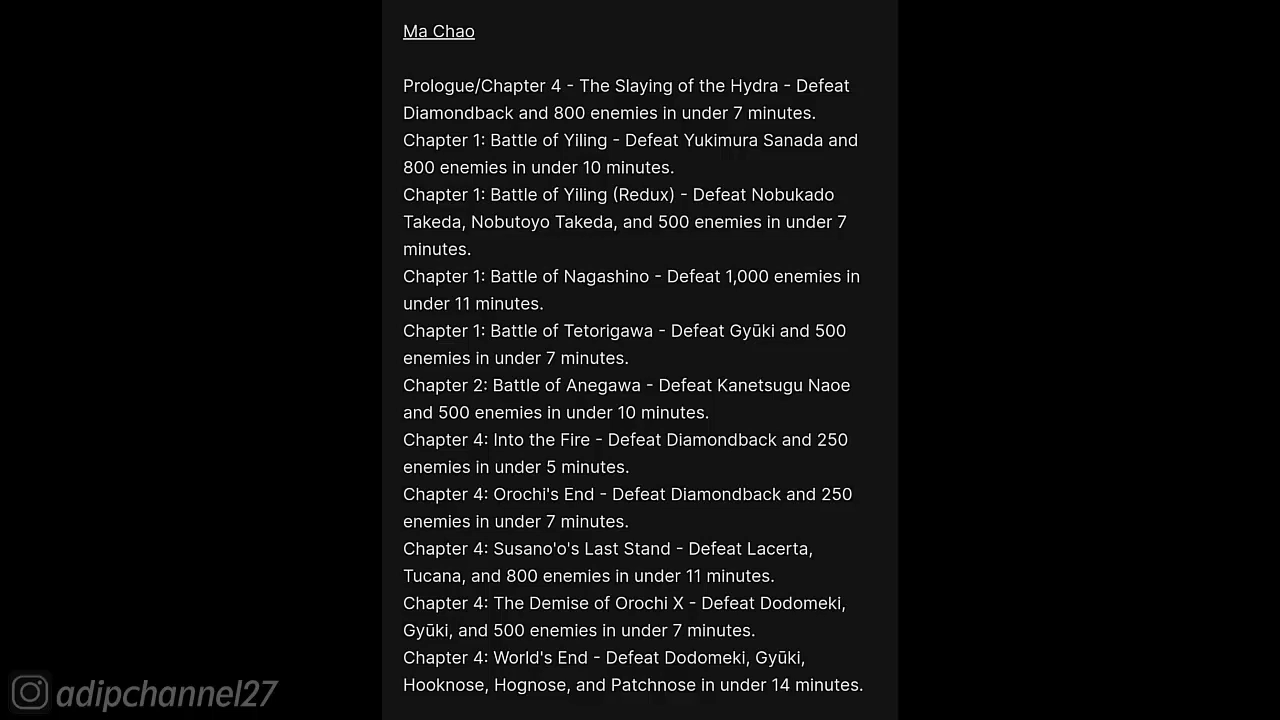 Ma Chao
Prologue/Chapter 4 - The Slaying of the Hydra - Defeat
Diamondback and 800 enemies in under 7 minutes.
Chapter 1: Battle of Yiling - Defeat Yukimura Sanada and
800 enemies in under 10 minutes.
Chapter 1: Battle of Yiling (Redux) - Defeat Nobukado
Takeda, Nobutoyo Takeda, and 500 enemies in under 7
minutes.
Chapter 1: Battle of Nagashino - Defeat 1,000 enemies in
under 11 minutes.
Chapter 1: Battle of Tetorigawa - Defeat Gyūki and 500
enemies in under 7 minutes.
Chapter 2: Battle of Anegawa - Defeat Kanetsugu Naoe
and 500 enemies in under 10 minutes.
Chapter 4: Into the Fire - Defeat Diamondback and 250
enemies in under 5 minutes.
Chapter 4: Orochi's End - Defeat Diamondback and 250
enemies in under 7 minutes.
Chapter 4: Susano'o's Last Stand - Defeat Lacerta,
Tucana, and 800 enemies in under 11 minutes.
Chapter 4: The Demise of Orochi X - Defeat Dodomeki,
Gyūki, and 500 enemies in under 7 minutes.
Chapter 4: World's End - Defeat Dodomeki, Gyūki,
Hooknose, Hognose, and Patchnose in under 14 minutes.
adipchannel27